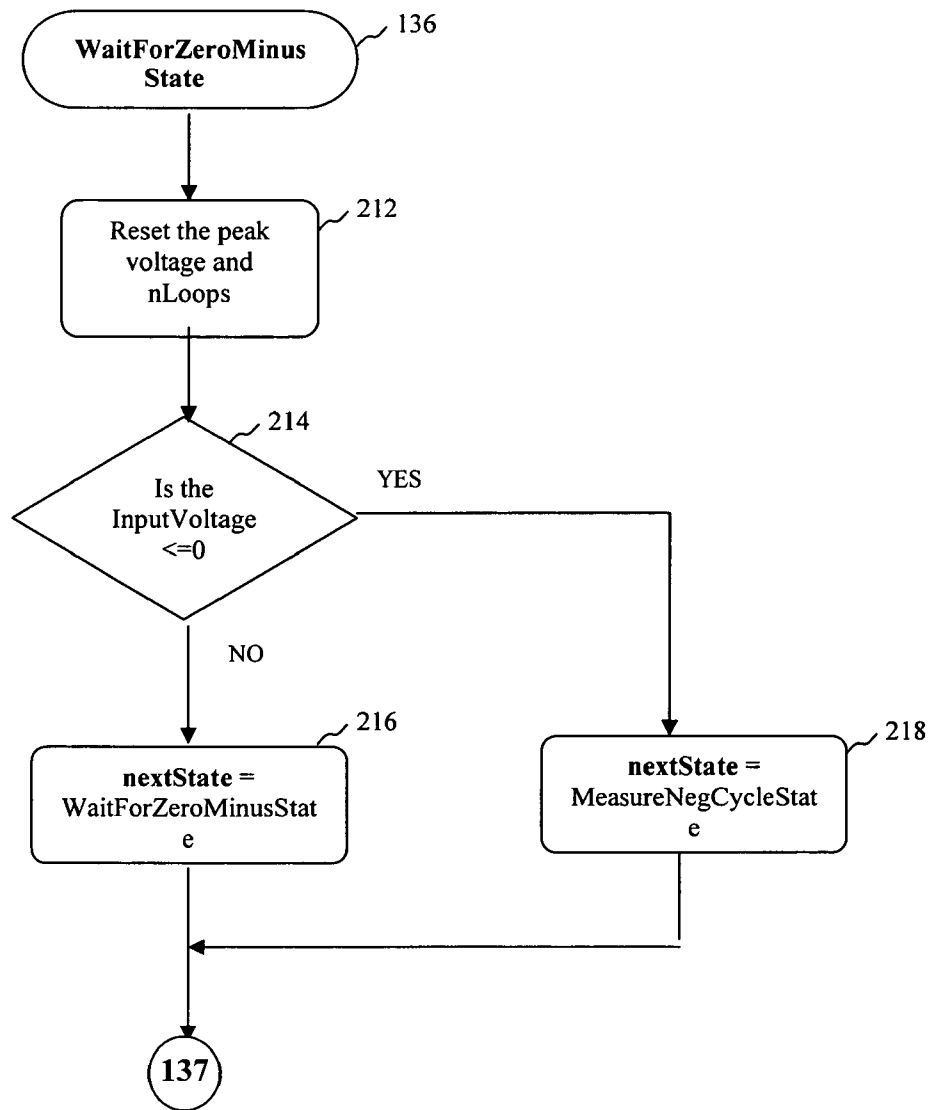 WaitForZeroMinus
State
136
Reset the peak
voltage and
nLoops
212
214
Is the
InputVoltage
<=0
YES
NO
216
nextState =
WaitForZeroMinusStat
e
218
nextState =
MeasureNegCycleStat
e
137